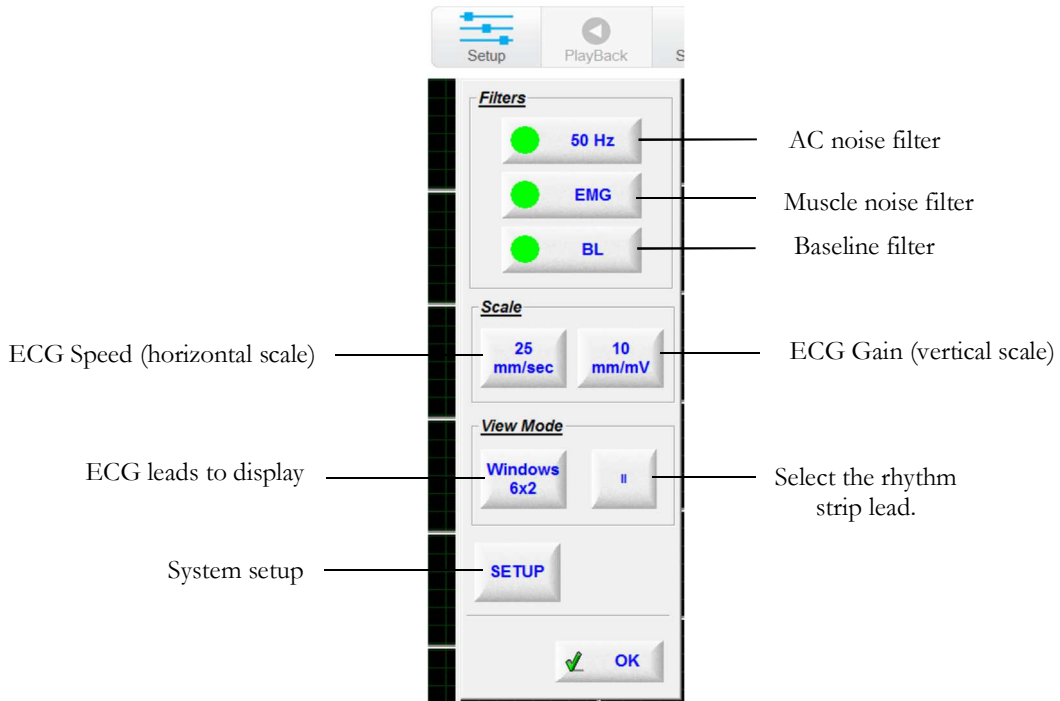 Setup
PlayBack
S
Filters
50 Hz
AC noise filter
EMG
Muscle noise filter
BL
Baseline filter
Scale
ECG Speed (horizontal scale)
25
mm/sec
10
mm/mV
ECG Gain (vertical scale)
View Mode
ECG leads to display
Windows
6x2
II
Select the rhythm
strip lead.
System setup
SETUP
OK